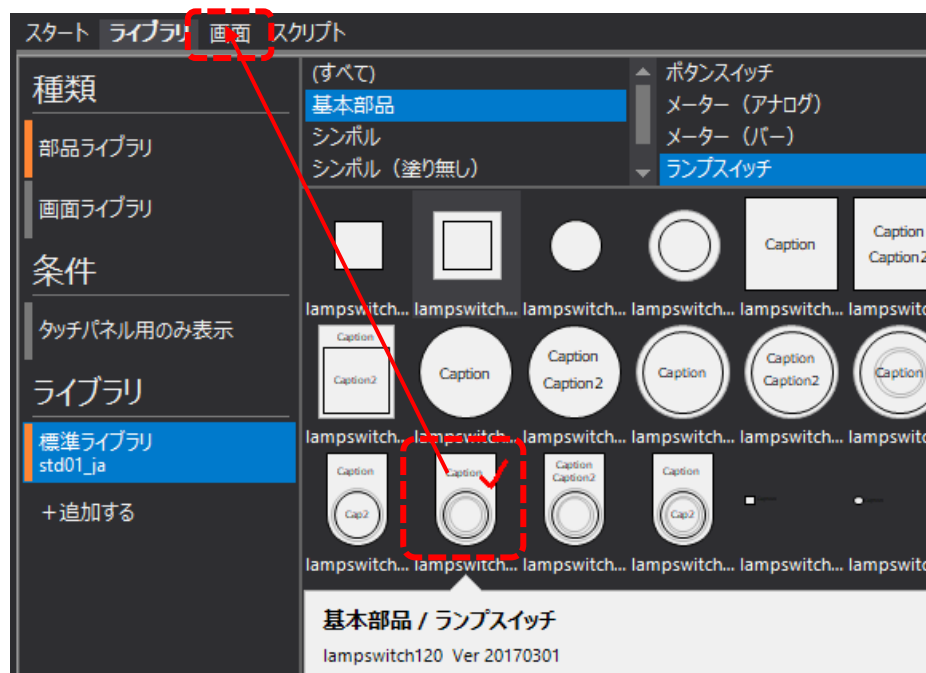 スタート ライブラリ 画面 スクリプト
種類
部品ライブラリ
画面ライブラリ
条件
タッチパネル用のみ表示
ライブラリ
標準ライブラリ
std01_ja
+追加する
(すべて)
基本部品
シンボル
シンボル（塗り無し）
ボタンスイッチ
メーター（アナログ）
メーター（バー）
ランプスイッチ
Caption
Caption
Caption2
lampswitch... lampswitch... lampswitch... lampswitch... lampswitch... lampswitc
Caption
Caption2
Caption
Caption
Caption2
Caption
Caption
Caption2
Caption
lampswitch... lampswitch... lampswitch... lampswitch... lampswitch... lampswitc
Caption
Cap2
Caption
Caption
Caption2
Caption
Cap2
lampswitch... lampswitch... lampswitch... lampswitch... lampswitch... lampswitc
基本部品 / ランプスイッチ
lampswitch120 Ver 20170301